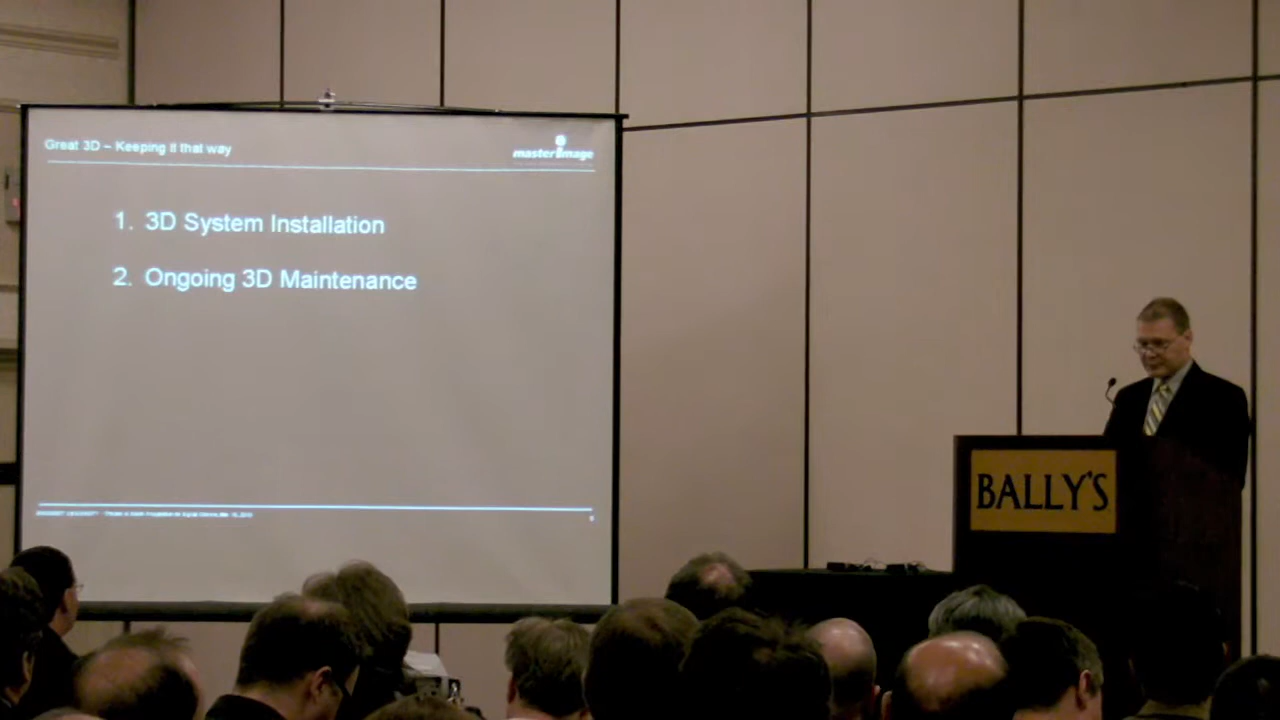 Great 3D – Keeping it that way
masterimage
1. 3D System Installation
2. Ongoing 3D Maintenance
BALLY'S